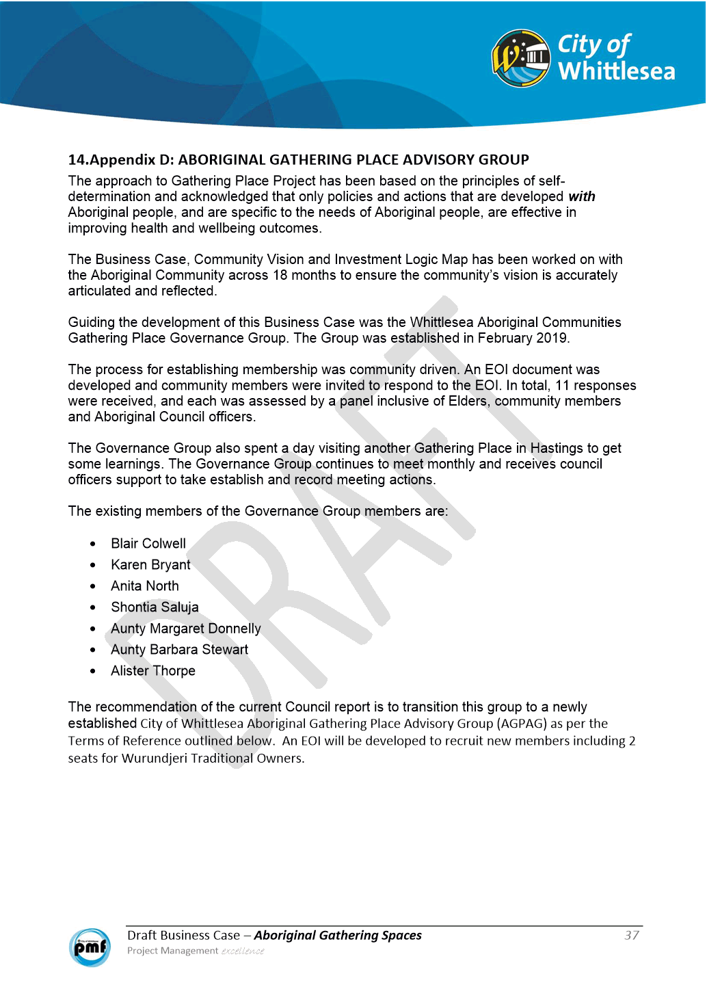 City of
Whittlesea
14.Appendix D: ABORIGINAL GATHERING PLACE ADVISORY GROUP
The approach to Gathering Place Project has been based on the principles of self-
determination and acknowledged that only policies and actions that are developed with
Aboriginal people, and are specific to the needs of Aboriginal people, are effective in
improving health and wellbeing outcomes.
The Business Case, Community Vision and Investment Logic Map has been worked on with
the Aboriginal Community across 18 months to ensure the community’s vision is accurately
articulated and reflected.
Guiding the development of this Business Case was the Whittlesea Aboriginal Communities
Gathering Place Governance Group. The Group was established in February 2019.
The process for establishing membership was community driven. An EOI document was
developed and community members were invited to respond to the EOI. In total, 11 responses
were received, and each was assessed by a panel inclusive of Elders, community members
and Aboriginal Council officers.
The Governance Group also spent a day visiting another Gathering Place in Hastings to get
some learnings. The Governance Group continues to meet monthly and receives council
officers support to take establish and record meeting actions.
The existing members of the Governance Group members are:
• Blair Colwell
• Karen Bryant
• Anita North
• Shontia Saluja
• Aunty Margaret Donnelly
• Aunty Barbara Stewart
• Alister Thorpe
The recommendation of the current Council report is to transition this group to a newly
established City of Whittlesea Aboriginal Gathering Place Advisory Group (AGPAG) as per the
Terms of Reference outlined below.  An EOI will be developed to recruit new members including 2
seats for Wurundjeri Traditional Owners.
DRAFT
City of Whittlesea
pmf
Draft Business Case – Aboriginal Gathering Spaces 37
Project Management excellence